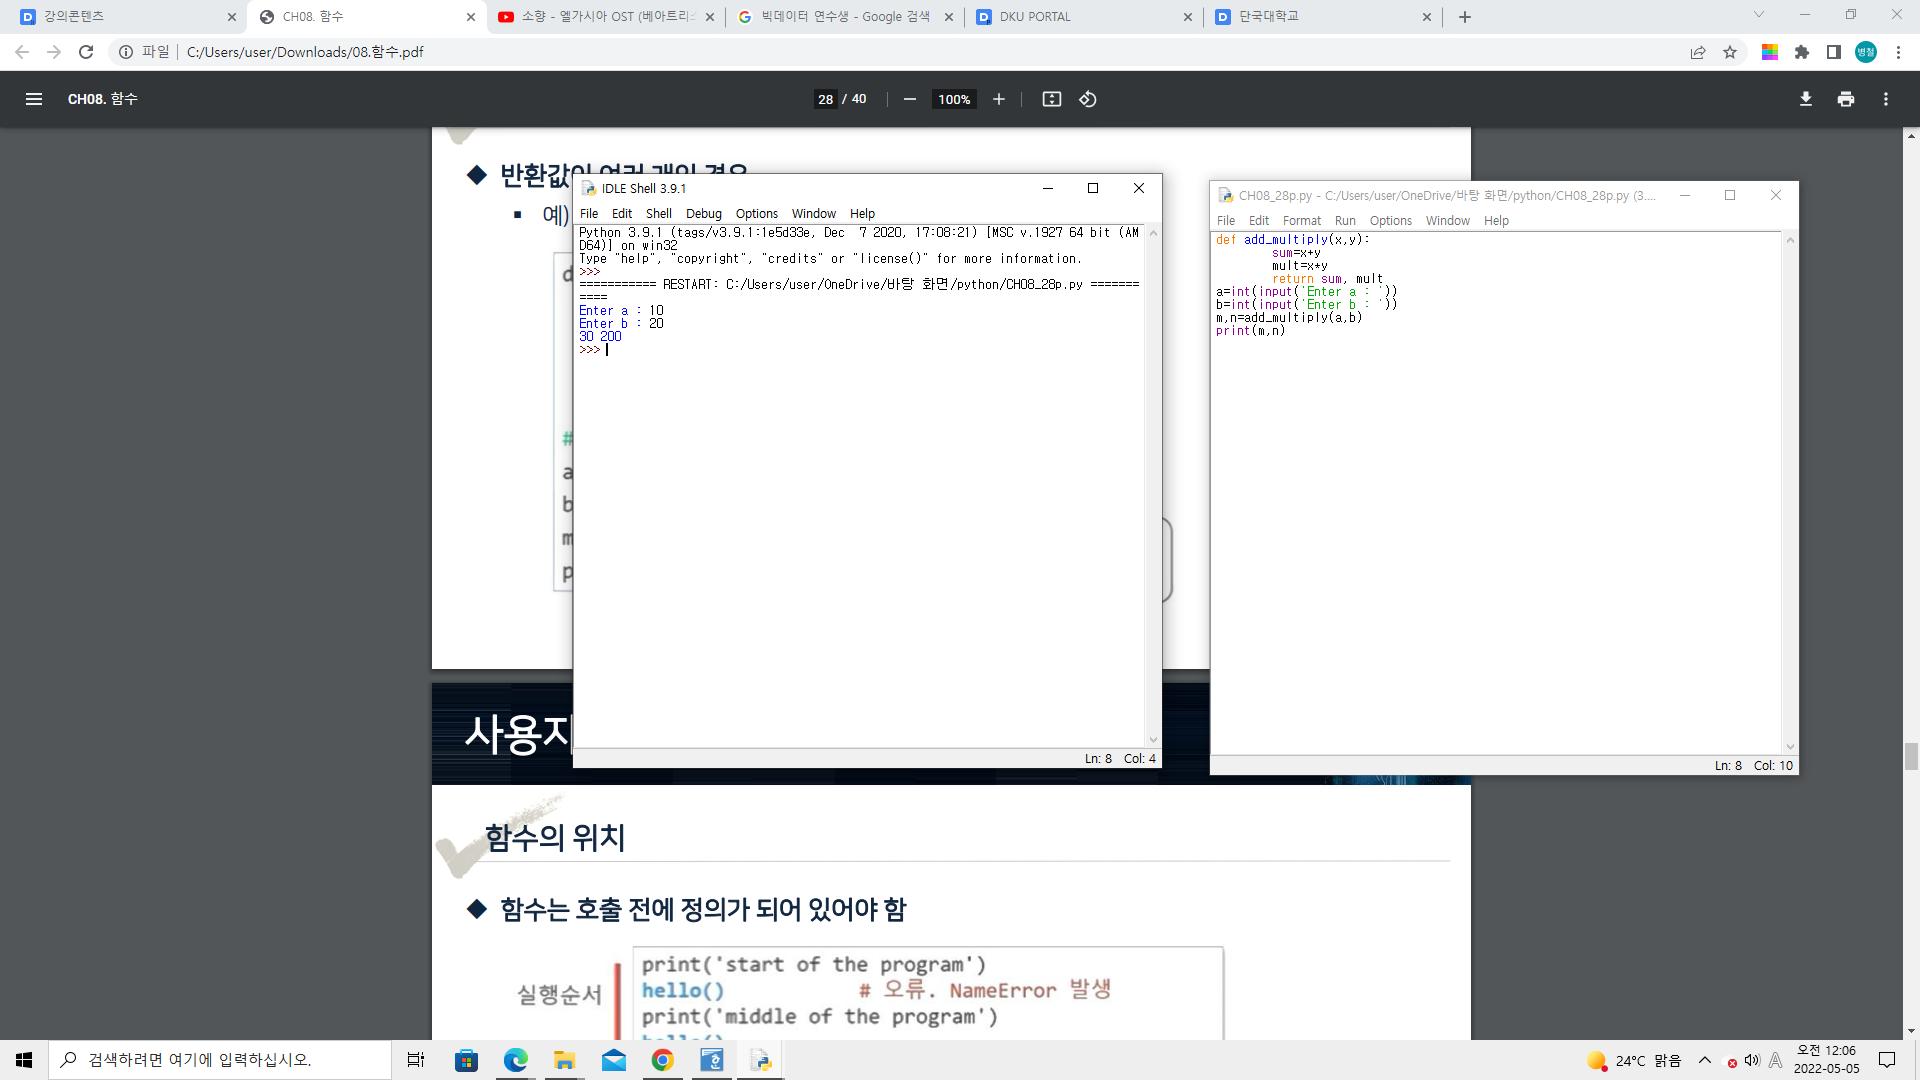 강의콘텐츠
CH08. 함수
소향 - 엘가시아 OST (베아트리
빅데이터 연수생 - Google 검색
DKU PORTAL
단국대학교
파일
C:/Users/user/Downloads/08.함수.pdf
병철
CH08. 함수
28 / 40
100%
반환값이 여러 개인 경우
예)
d
#
a
b
m
p
IDLE Shell 3.9.1
File Edit Shell Debug Options Window Help
Python 3.9.1 (tags/v3.9.1:1e5d33e, Dec  7 2020, 17:08:21) [MSC v.1927 64 bit (AM
D64)] on win32
Type "help", "copyright", "credits" or "license()" for more information.
>>>
=========== RESTART: C:/Users/user/OneDrive/바탕 화면/python/CH08_28p.py =======
====
Enter a : 10
Enter b : 20
30 200
>>>
Ln: 8 Col: 4
CH08_28p.py - C:/Users/user/OneDrive/바탕 화면/python/CH08_28p.py (3....
File Edit Format Run Options Window Help
def add_multiply(x,y):
sum=x+y
mult=x*y
return sum, mult
a=int(input('Enter a : '))
b=int(input('Enter b : '))
m,n=add_multiply(a,b)
print(m,n)
Ln: 8 Col: 10
사용자
함수의 위치
함수는 호출 전에 정의가 되어 있어야 함
실행순서
print('start of the program')
hello() # 오류. NameError 발생
print('middle of the program')
hello()
검색하려면 여기에 입력하십시오.
24°C 맑음
A
오전 12:06
2022-05-05